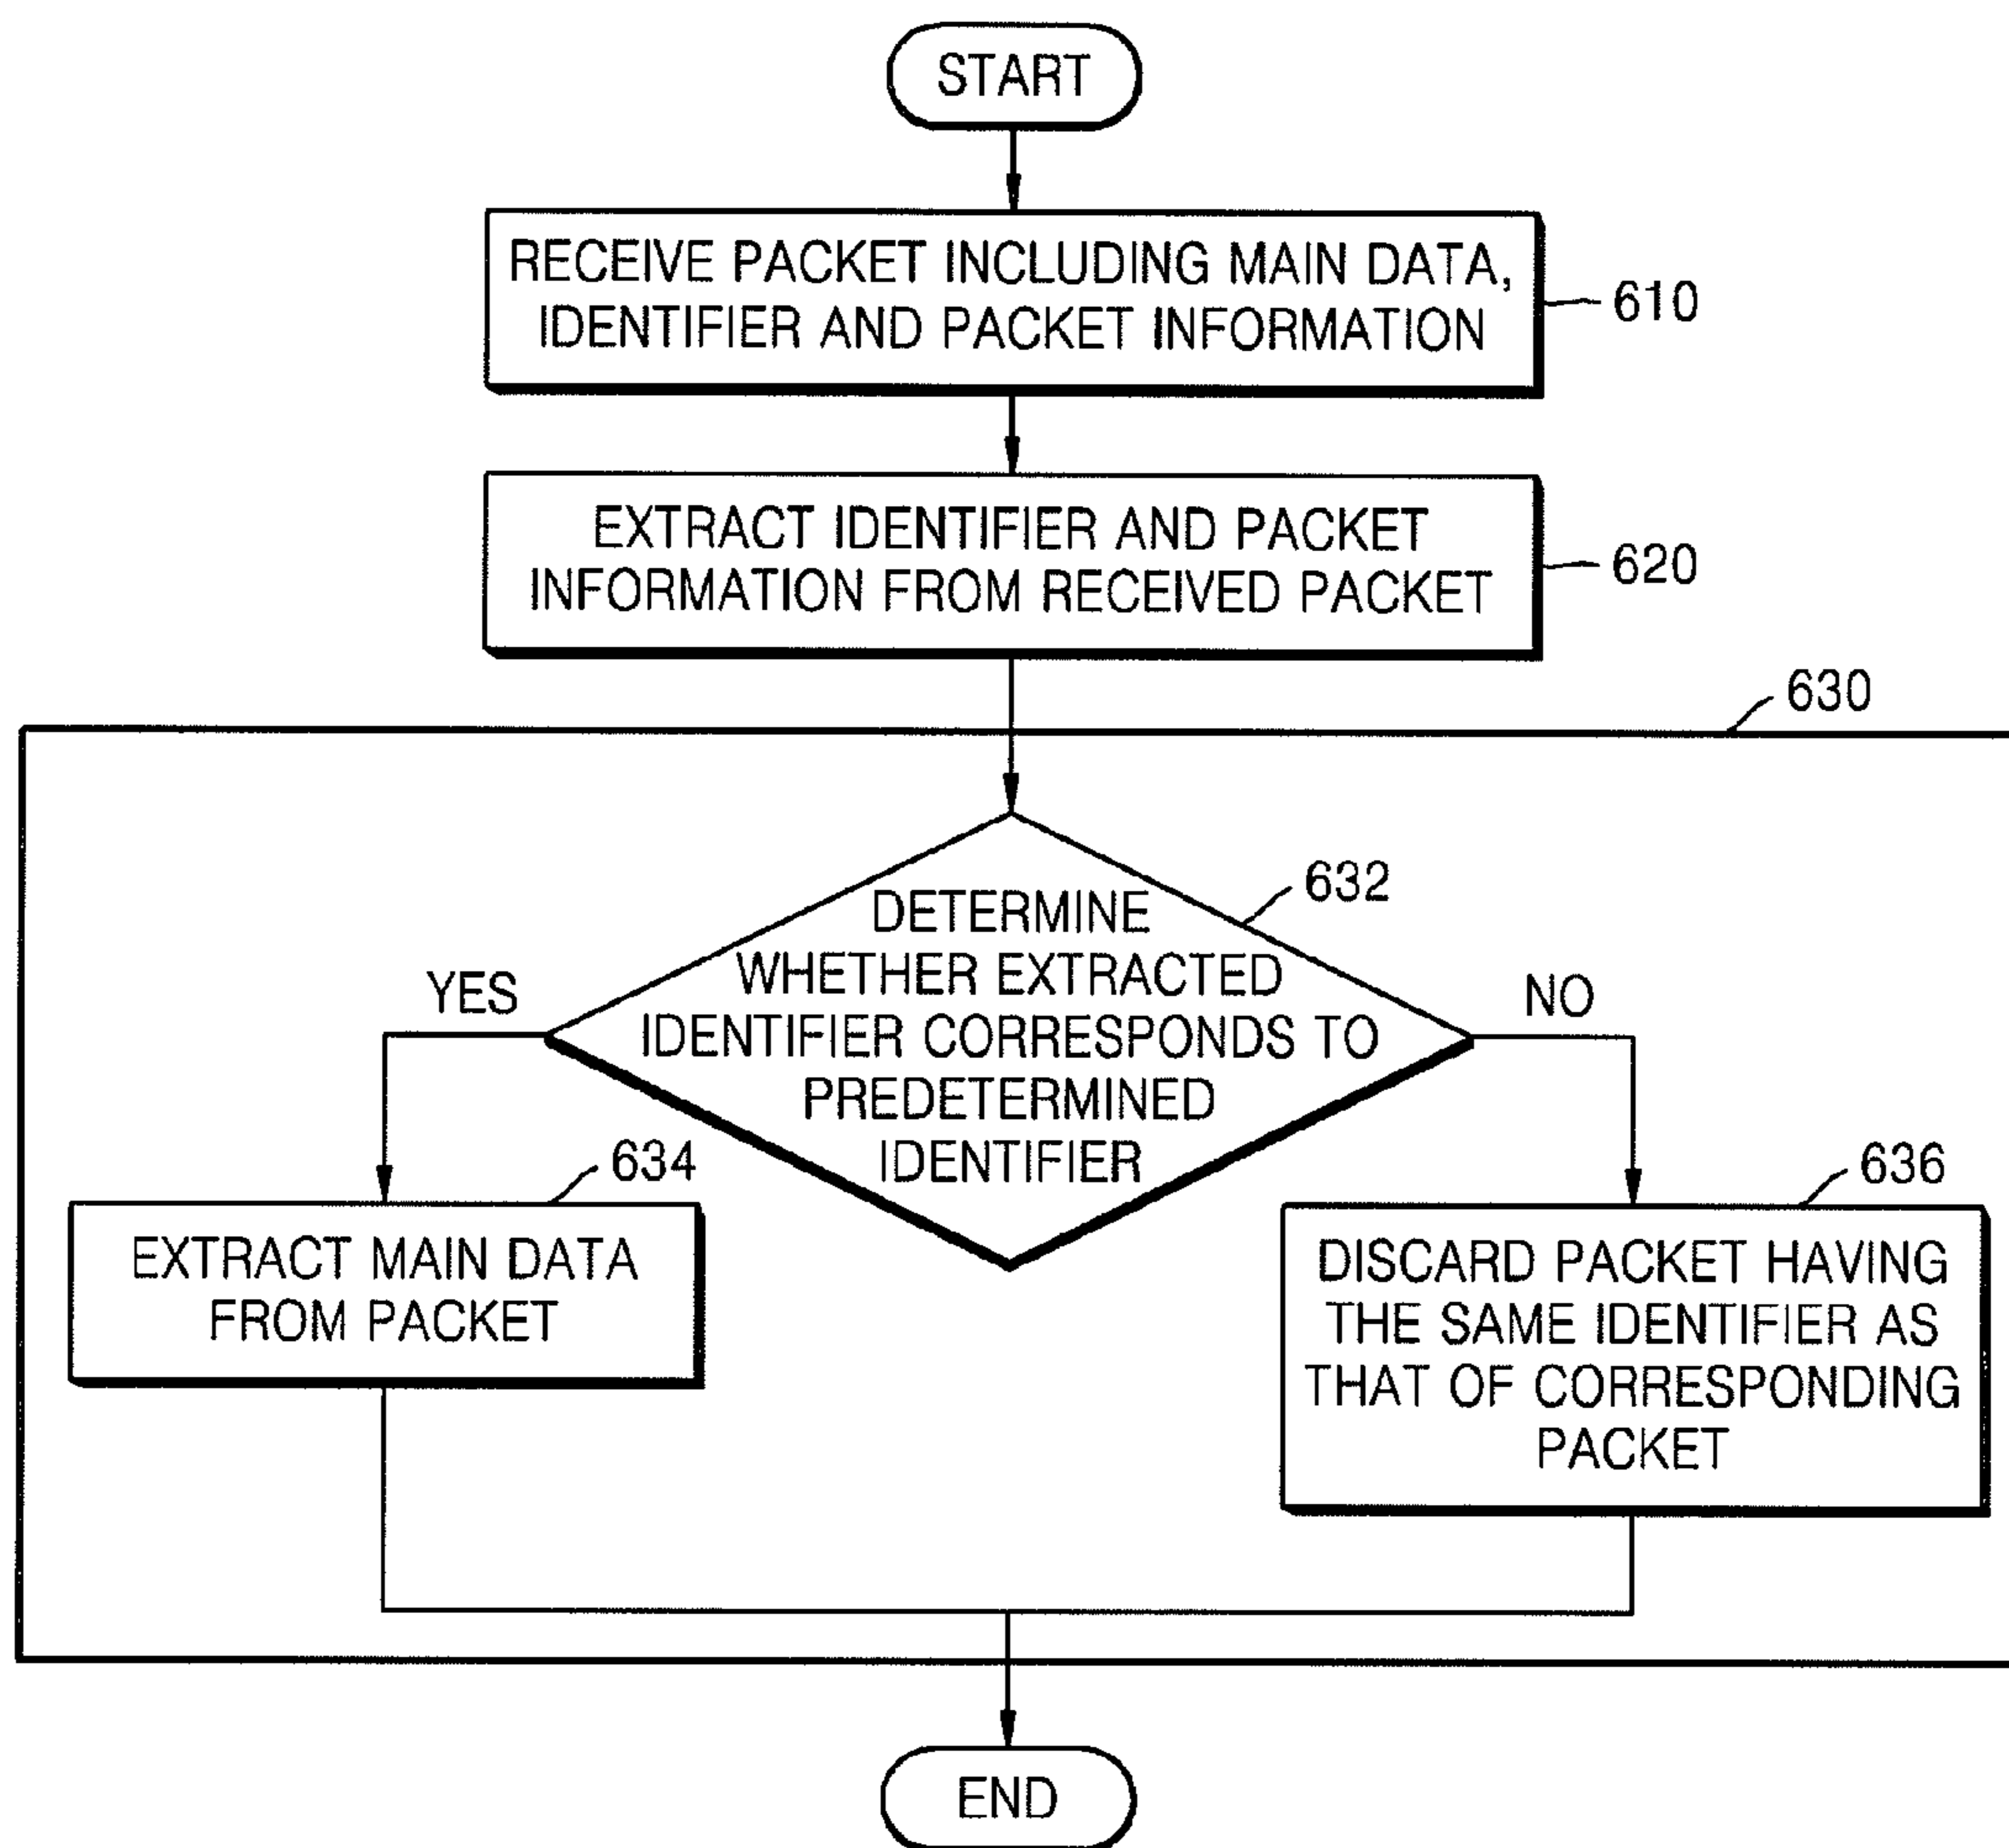 START
RECEIVE PACKET INCLUDING MAIN DATA,
IDENTIFIER AND PACKET INFORMATION
610
EXTRACT IDENTIFIER AND PACKET
INFORMATION FROM RECEIVED PACKET
620
630
632
DETERMINE
WHETHER EXTRACTED
IDENTIFIER CORRESPONDS TO
PREDETERMINED
IDENTIFIER
YES
NO
634
EXTRACT MAIN DATA
FROM PACKET
636
DISCARD PACKET HAVING
THE SAME IDENTIFIER AS
THAT OF CORRESPONDING
PACKET
END